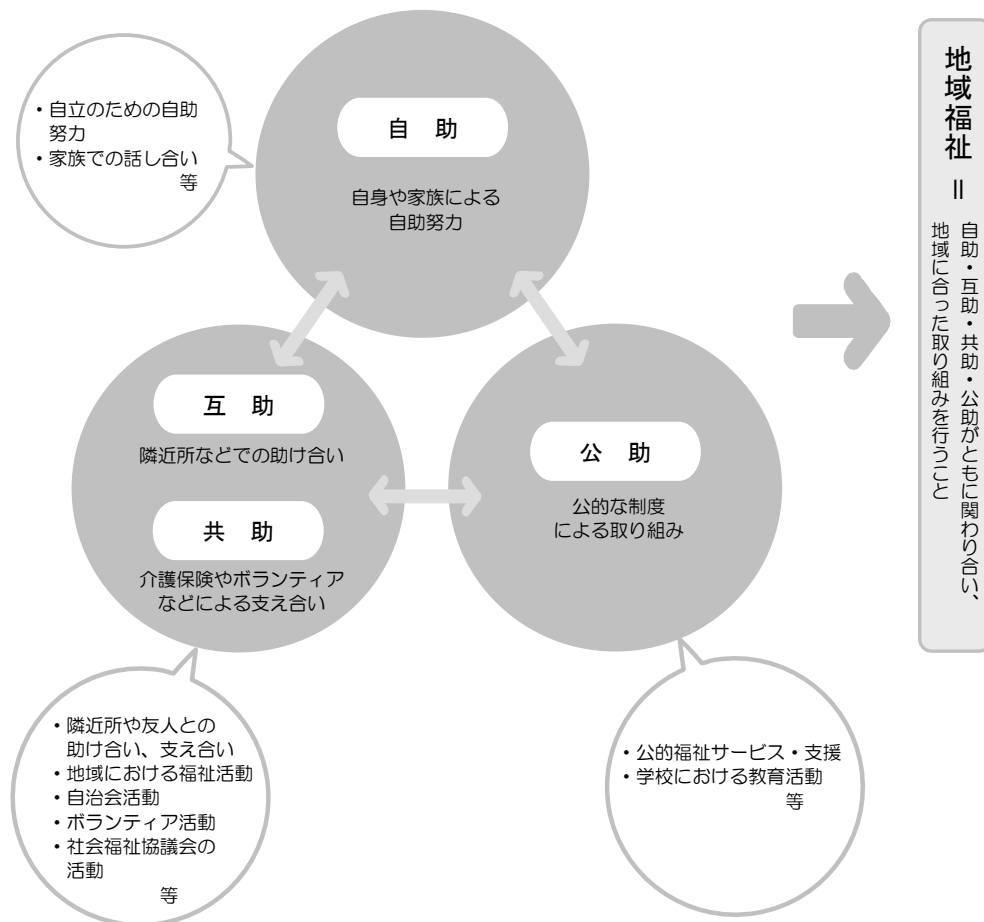 ・自立のための自助
努力
・家族での話し合い
等
自 助
自身や家族による
自助努力
互 助
隣近所などでの助け合い
共 助
介護保険やボランティア
などによる支え合い
公 助
公的な制度
による取り組み
・隣近所や友人との
助け合い、支え合い
・地域における福祉活動
・自治会活動
・ボランティア活動
・社会福祉協議会の
活動
等
・公的福祉サービス・支援
・学校における教育活動
等
地域福祉 =
自助・互助・共助・公助がともに関わり合い、
地域に合った取り組みを行うこと